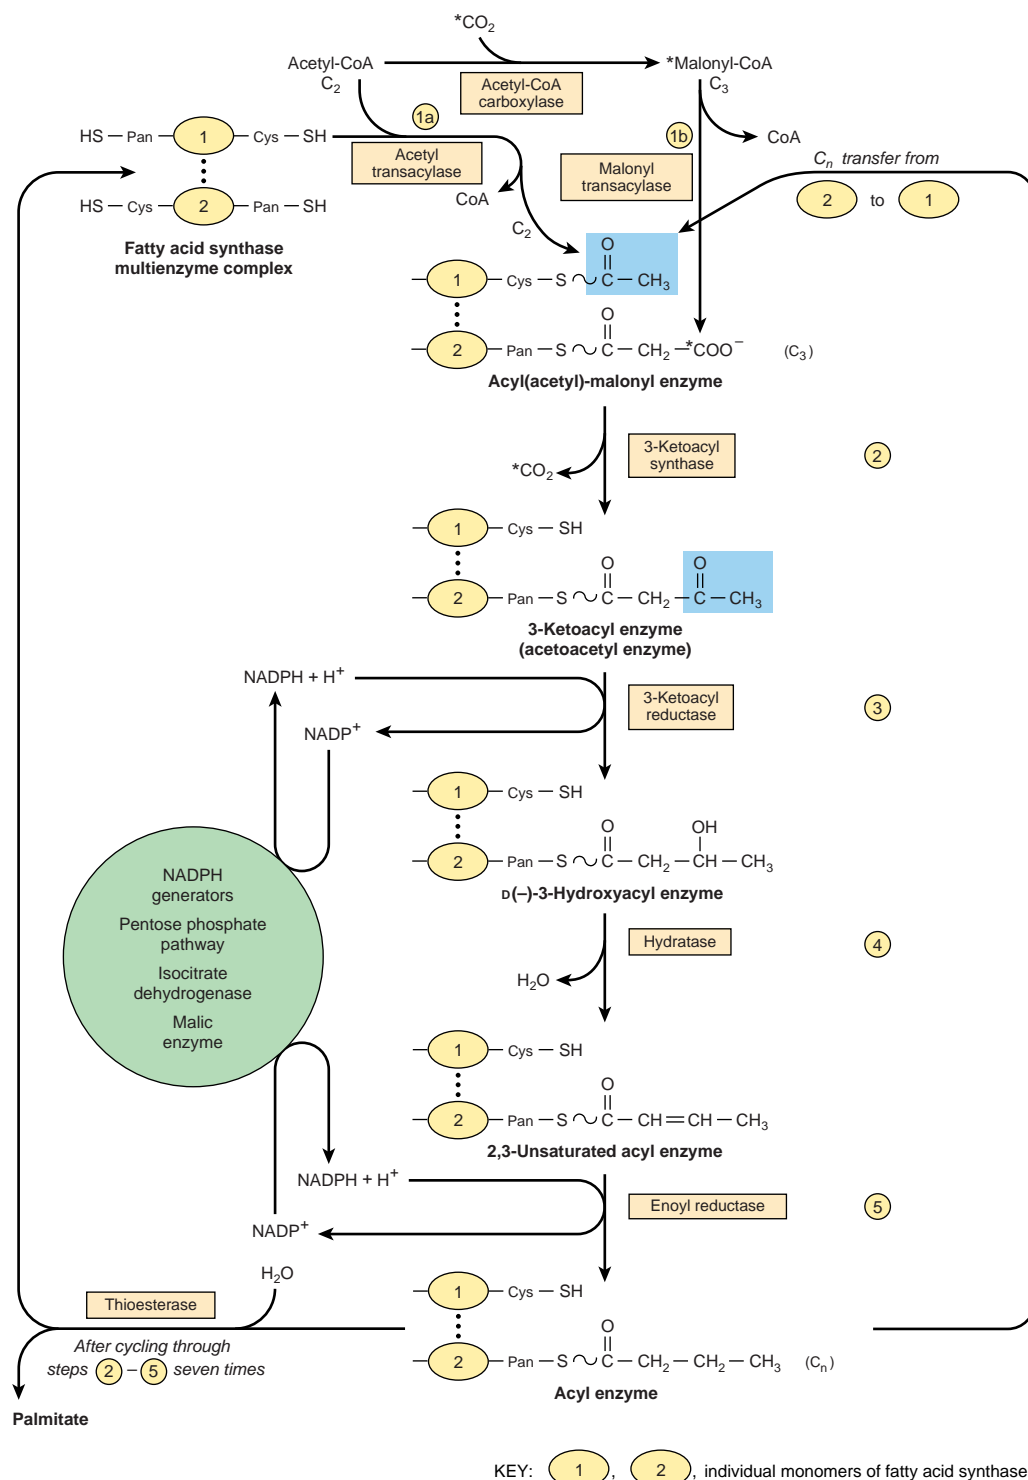 *CO2
Acetyl-CoA
C2
*Malonyl-CoA
C3
Acetyl-CoA
carboxylase
1a
1b
HS – Pan – 1 – Cys – SH
Acetyl
transacylase
Malonyl
transacylase
CoA
CoA
Cn transfer from
2 to 1
HS – Cys – 2 – Pan – SH
C2
Fatty acid synthase
multienzyme complex
O
1 – Cys – S ~ C – CH3
O
2 – Pan – S ~ C – CH2 – *COO− (C3)
Acyl(acetyl)-malonyl enzyme
3-Ketoacyl
synthase
2
*CO2
1 – Cys – SH
O O
2 – Pan – S ~ C – CH2 – C – CH3
3-Ketoacyl enzyme
(acetoacetyl enzyme)
NADPH + H+
3-Ketoacyl
reductase
3
NADP+
1 – Cys – SH
O OH
2 – Pan – S ~ C – CH2 – CH – CH3
D(–)-3-Hydroxyacyl enzyme
NADPH
generators
Pentose phosphate
pathway
Isocitrate
dehydrogenase
Malic
enzyme
Hydratase
4
H2O
1 – Cys – SH
O
2 – Pan – S ~ C – CH = CH – CH3
2,3-Unsaturated acyl enzyme
NADPH + H+
Enoyl reductase
5
NADP+
H2O
1 – Cys – SH
Thioesterase
After cycling through
steps 2 – 5 seven times
O
2 – Pan – S ~ C – CH2 – CH2 – CH3 (Cn)
Acyl enzyme
Palmitate
KEY: 1, 2, individual monomers of fatty acid synthase